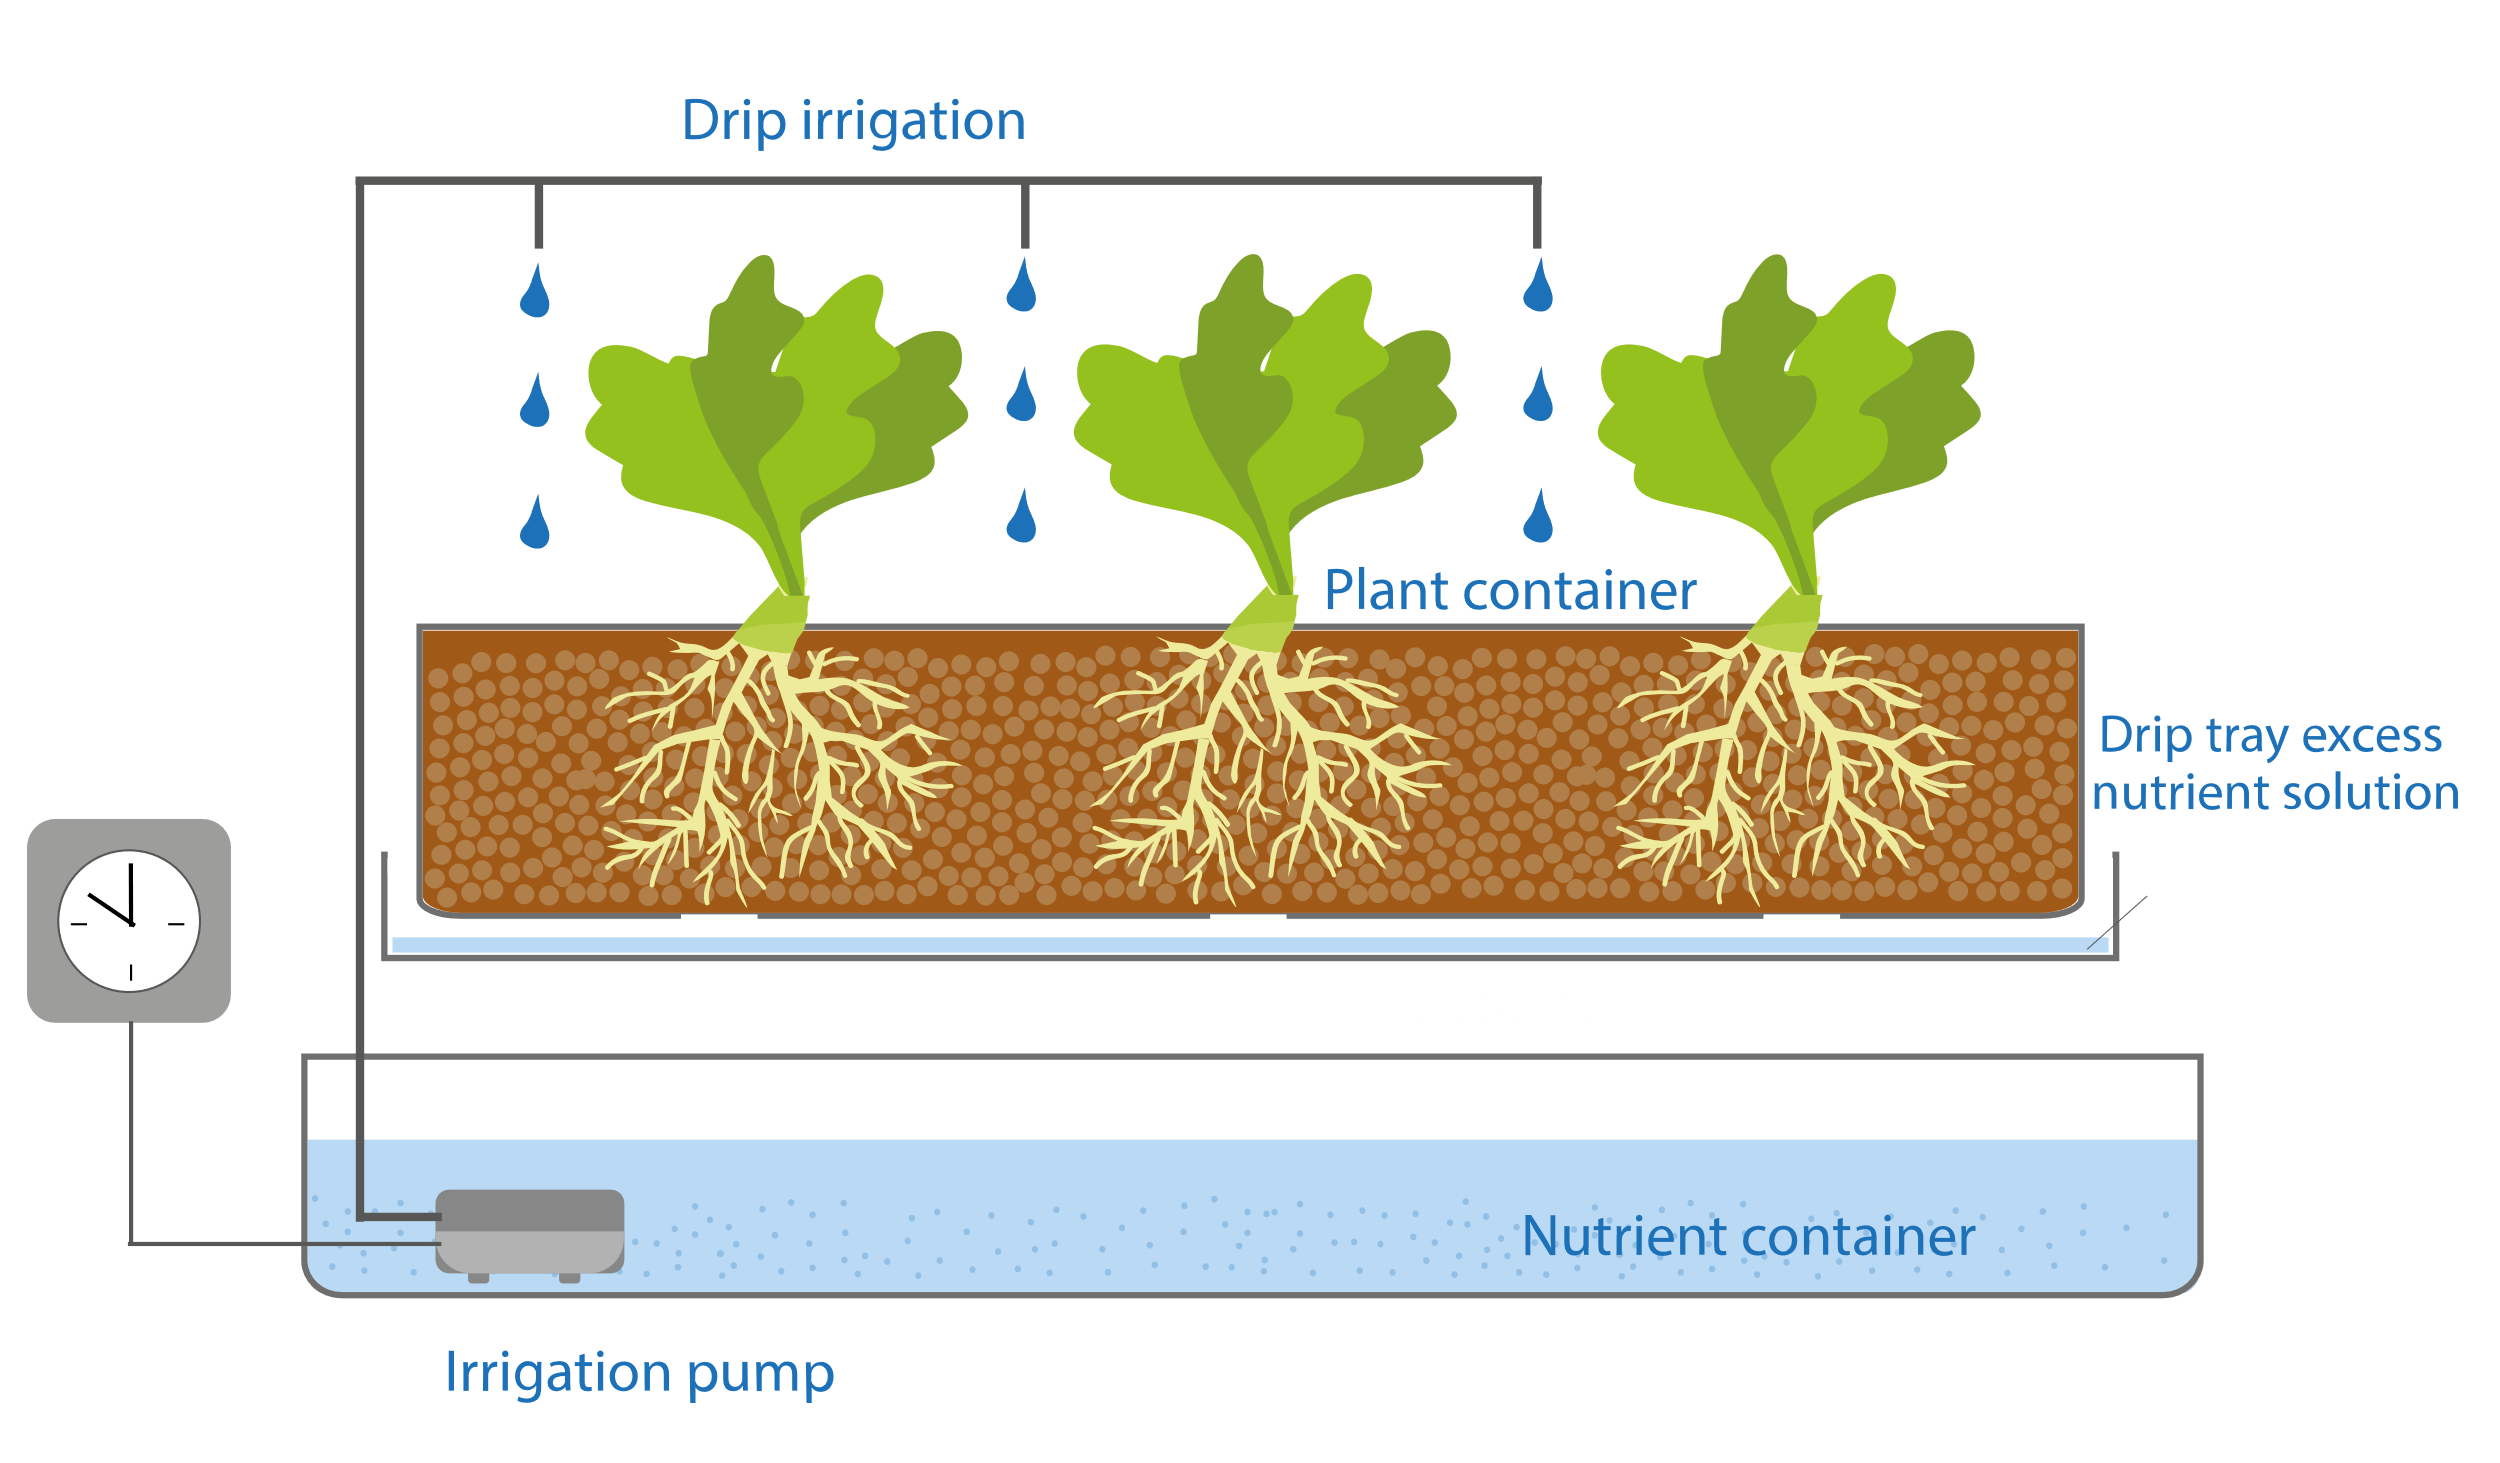 Drip irrigation
Plant container
Drip tray excess
nutrient solution
Nutrient container
Irrigation pump